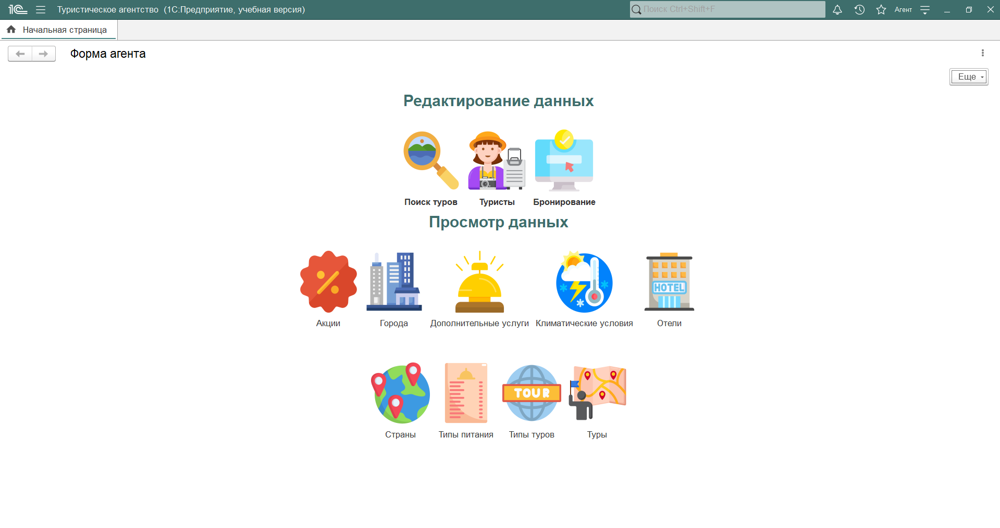 1С Туристическое агентство (1С:Предприятие, учебная версия) Поиск Ctrl+Shift+F Агент
Начальная страница
Форма агента
Еще
Редактирование данных
Поиск туров Туристы Бронирование
Просмотр данных
HOTEL
Акции Города Дополнительные услуги Климатические условия Отели
TOUR
Страны Типы питания Типы туров Туры